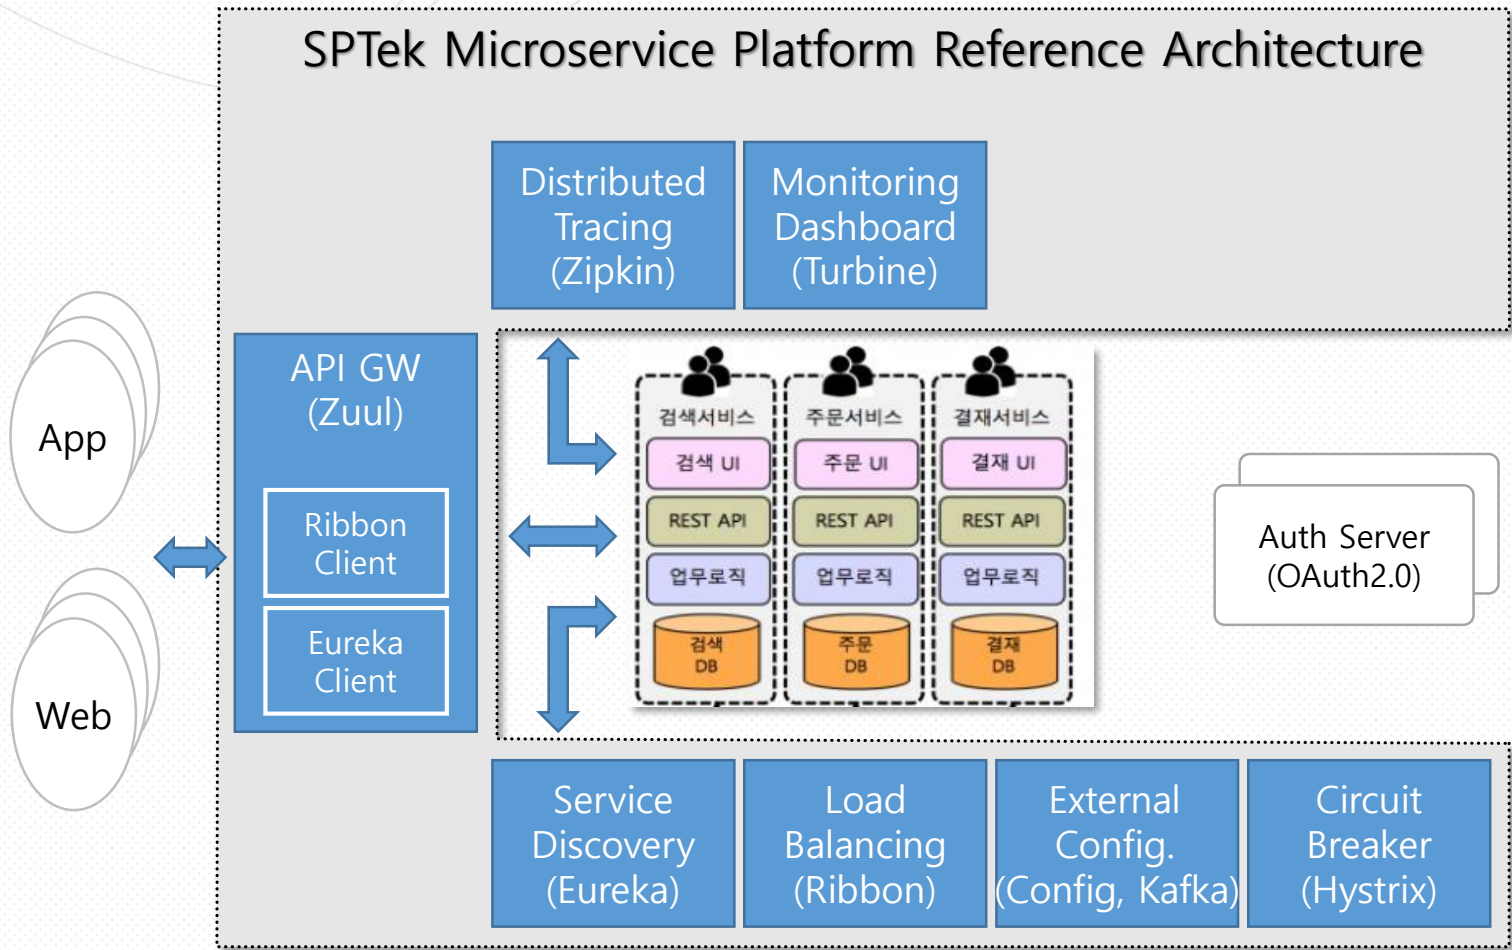 SPTek Microservice Platform Reference Architecture
Distributed
Tracing
(Zipkin)
Monitoring
Dashboard
(Turbine)
App
Web
API GW
(Zuul)
Ribbon
Client
Eureka
Client
검색서비스
검색 UI
REST API
업무로직
검색
DB
주문서비스
주문 UI
REST API
업무로직
주문
DB
결재서비스
결재 UI
REST API
업무로직
결재
DB
Auth Server
(OAuth2.0)
Service
Discovery
(Eureka)
Load
Balancing
(Ribbon)
External
Config.
(Config, Kafka)
Circuit
Breaker
(Hystrix)